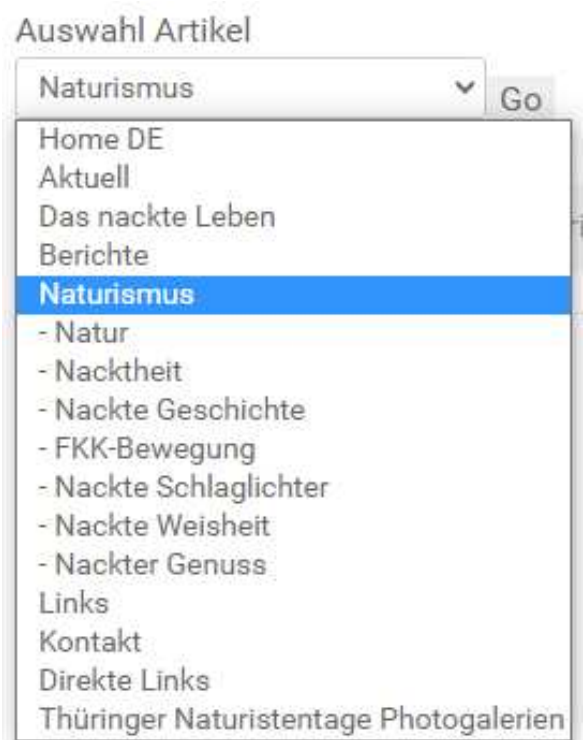 Auswahl Artikel
Naturismus
Go
Home DE
Aktuell
Das nackte Leben
Berichte
Naturismus
- Natur
- Nacktheit
- Nackte Geschichte
- FKK-Bewegung
- Nackte Schlaglichter
- Nackte Weisheit
- Nackter Genuss
Links
Kontakt
Direkte Links
Thüringer Naturistentage Photogalerien